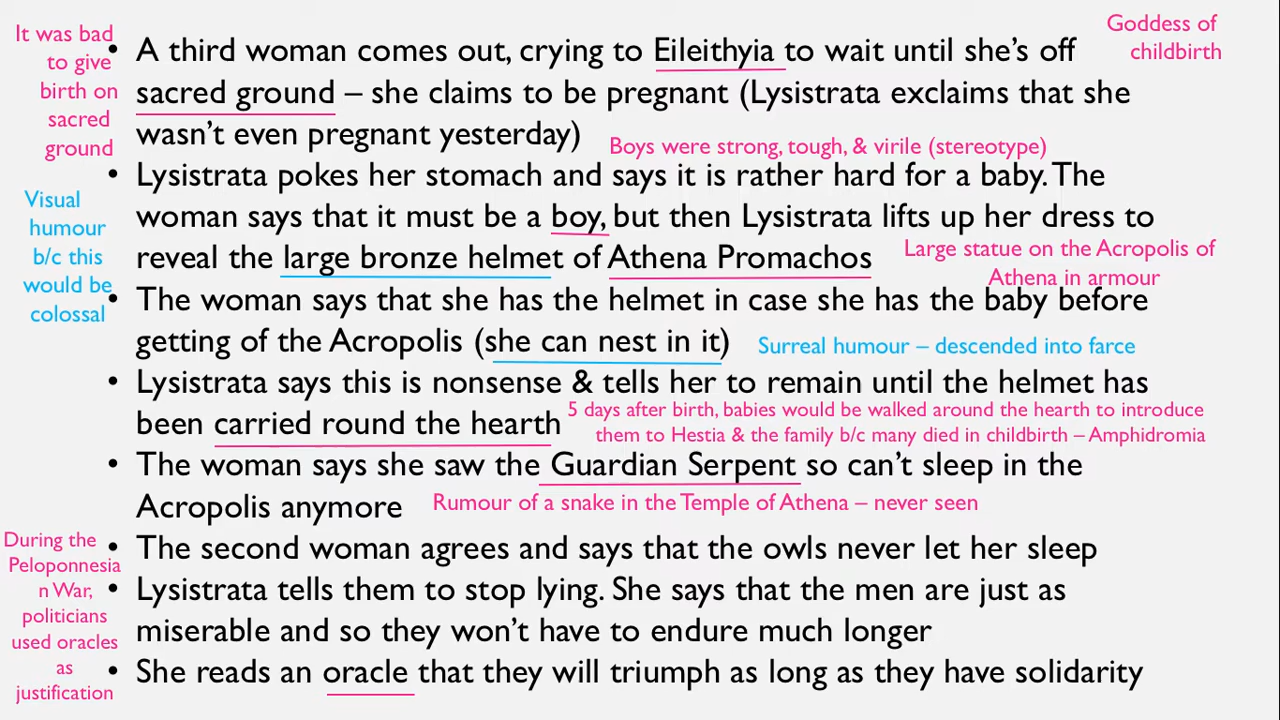 It was bad
to give
birth on
sacred
ground
Goddess of
childbirth
• A third woman comes out, crying to Eileithyia to wait until she's off
sacred ground – she claims to be pregnant (Lysistrata exclaims that she
wasn't even pregnant yesterday)
Boys were strong, tough, & virile (stereotype)
• Lysistrata pokes her stomach and says it is rather hard for a baby. The
woman says that it must be a boy, but then Lysistrata lifts up her dress to
reveal the large bronze helmet of Athena Promachos
Visual
humour
b/c this
would be
colossal
Large statue on the Acropolis of
Athena in armour
• The woman says that she has the helmet in case she has the baby before
getting of the Acropolis (she can nest in it)
Surreal humour – descended into farce
• Lysistrata says this is nonsense & tells her to remain until the helmet has
been carried round the hearth
5 days after birth, babies would be walked around the hearth to introduce
them to Hestia & the family b/c many died in childbirth – Amphidromia
• The woman says she saw the Guardian Serpent so can't sleep in the
Acropolis anymore
Rumour of a snake in the Temple of Athena – never seen
• The second woman agrees and says that the owls never let her sleep
• Lysistrata tells them to stop lying. She says that the men are just as
miserable and so they won't have to endure much longer
• She reads an oracle that they will triumph as long as they have solidarity
During the
Peloponnesia
n War,
politicians
used oracles
as
justification